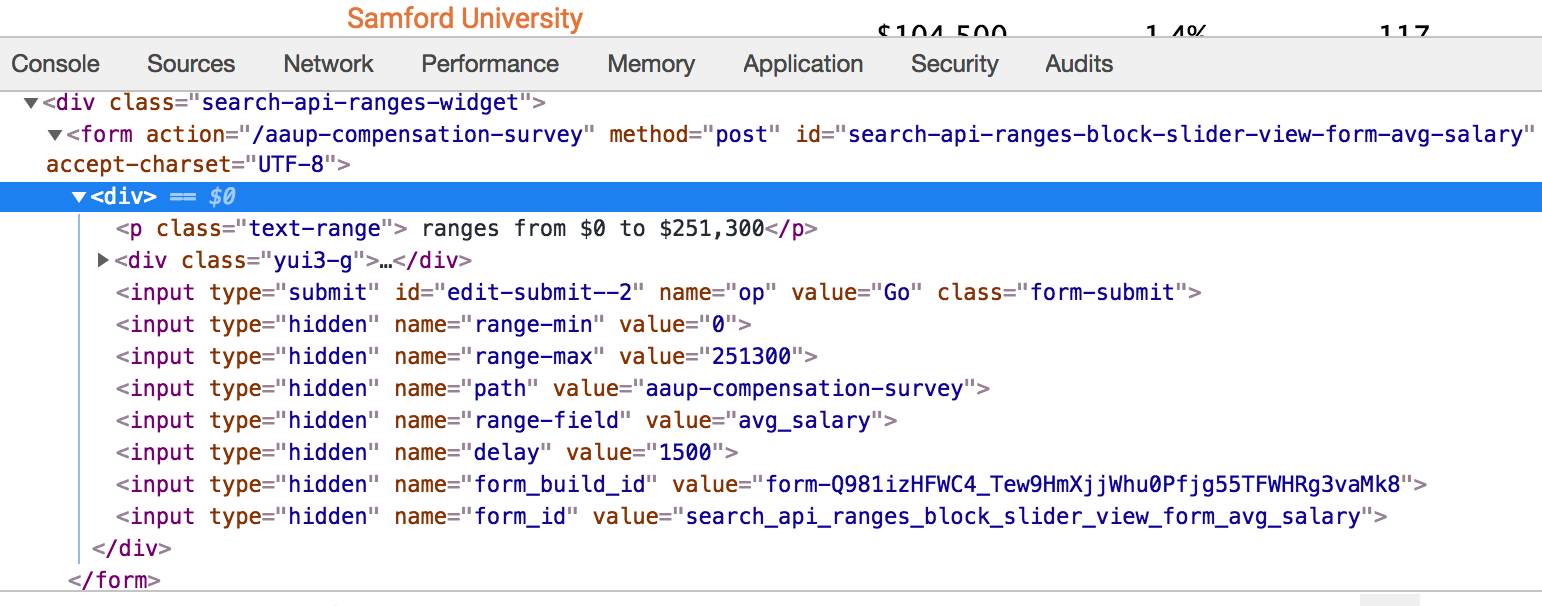 Samford University
$104,500 1.4% 117
Console Sources Network Performance Memory Application Security Audits
▼<div class="search-api-ranges-widget">
▼<form action="/aaup-compensation-survey" method="post" id="search-api-ranges-block-slider-view-form-avg-salary"
accept-charset="UTF-8">
▼<div> == $0
<p class="text-range"> ranges from $0 to $251,300</p>
▶<div class="yui3-g">…</div>
<input type="submit" id="edit-submit--2" name="op" value="Go" class="form-submit">
<input type="hidden" name="range-min" value="0">
<input type="hidden" name="range-max" value="251300">
<input type="hidden" name="path" value="aaup-compensation-survey">
<input type="hidden" name="range-field" value="avg_salary">
<input type="hidden" name="delay" value="1500">
<input type="hidden" name="form_build_id" value="form-Q981izHFWC4_Tew9HmXjjWhu0Pfjg55TFWHRg3vaMk8">
<input type="hidden" name="form_id" value="search_api_ranges_block_slider_view_form_avg_salary">
</div>
</form>